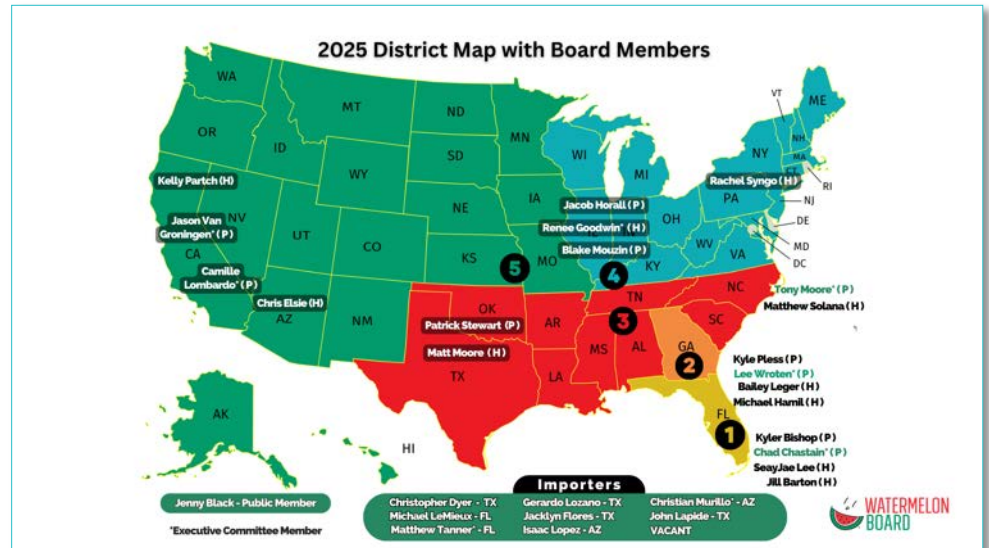 2025 District Map with Board Members
WA
OR
ID
MT
WY
ND
SD
NE
KS
MN
IA
MO
NV
CA
UT
CO
AZ
NM
Kelly Partch (H)
Jason Van
Groningen* (P)
Camille
Lombardo* (P)
Chris Elsie (H)
5
WI
MI
OH
KY
WV
VA
PA
NY
VT
NH
ME
MA
CT
RI
NJ
DE
MD
DC
Rachel Syngo (H)
Jacob Horall (P)
Renee Goodwin* (H)
Blake Mouzin (P)
4
OK
TX
AR
LA
MS
AL
TN
NC
SC
Patrick Stewart (P)
Matt Moore (H)
3
Tony Moore* (P)
Matthew Solana (H)
GA
2
Kyle Pless (P)
Lee Wroten* (P)
Bailey Leger (H)
Michael Hamil (H)
FL
1
Kyler Bishop (P)
Chad Chastain* (P)
SeayJae Lee (H)
Jill Barton (H)
AK
HI
Jenny Black - Public Member
*Executive Committee Member
Importers
Christopher Dyer - TX
Michael LeMieux - FL
Matthew Tanner* - FL
Gerardo Lozano - TX
Jacklyn Flores - TX
Isaac Lopez - AZ
Christian Murillo* - AZ
John Lapide - TX
VACANT
WATERMELON
BOARD